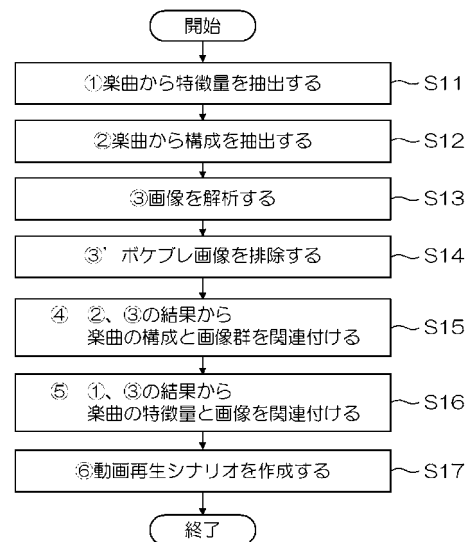 開始
①楽曲から特徴量を抽出する
S11
②楽曲から構成を抽出する
S12
③画像を解析する
S13
③’ ボケブレ画像を排除する
S14
④ ②、③の結果から
楽曲の構成と画像群を関連付ける
S15
⑤ ①、③の結果から
楽曲の特徴量と画像を関連付ける
S16
⑥動画再生シナリオを作成する
S17
終了